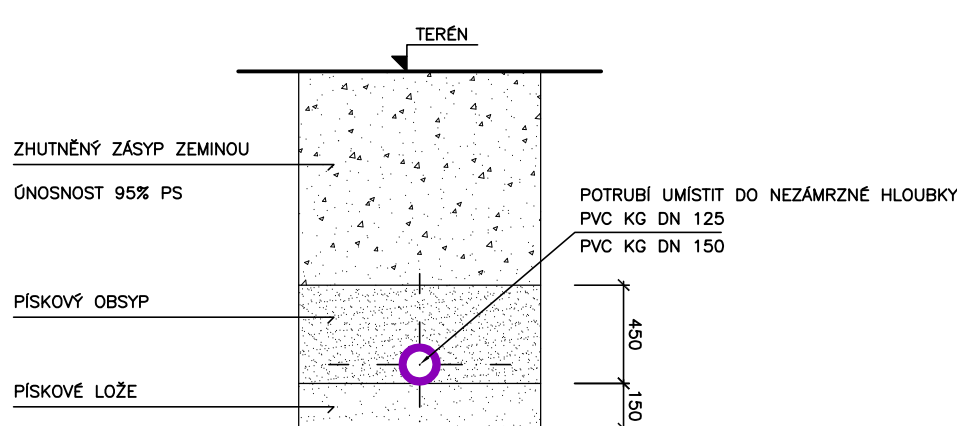 TERÉN
ZHUTNĚNÝ ZÁSYP ZEMINOU
ÚNOSNOST 95% PS
POTRUBÍ UMÍSTIT DO NEZÁMRZNÉ HLOUBKY
PVC KG DN 125
PVC KG DN 150
PÍSKOVÝ OBSYP
450
PÍSKOVÉ LOŽE
150